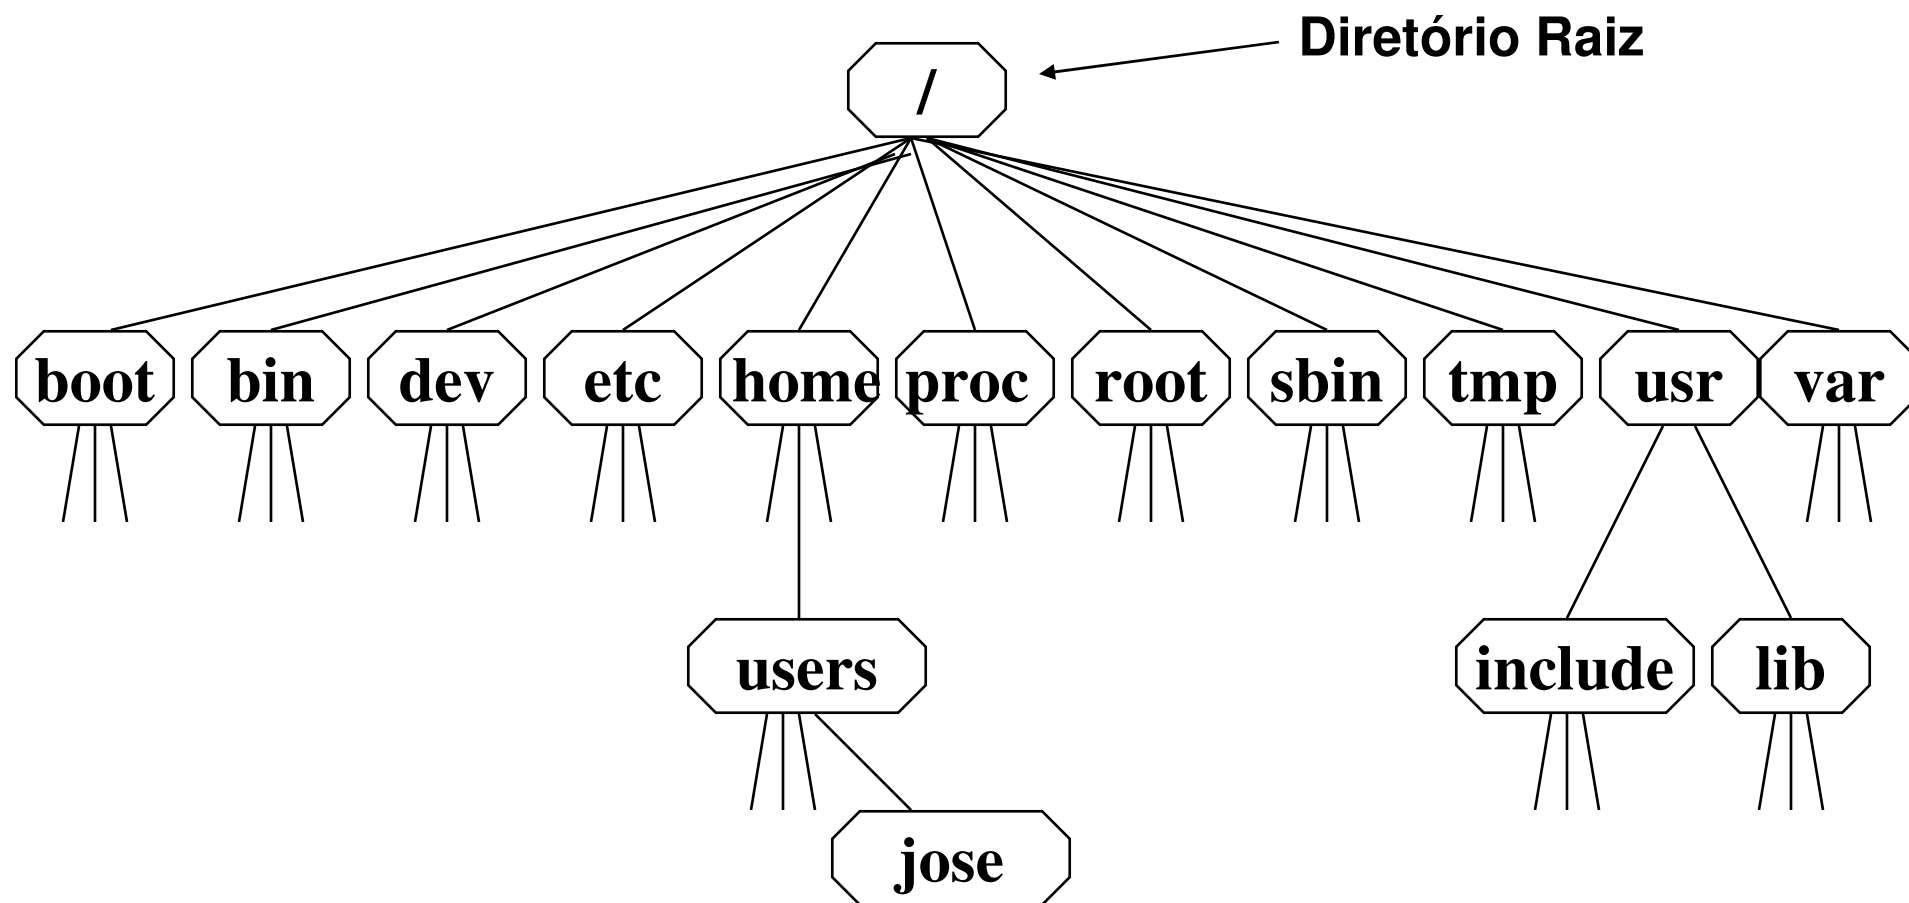 Diretório Raiz
/
boot bin dev etc home proc root sbin tmp usr var
users include lib
jose